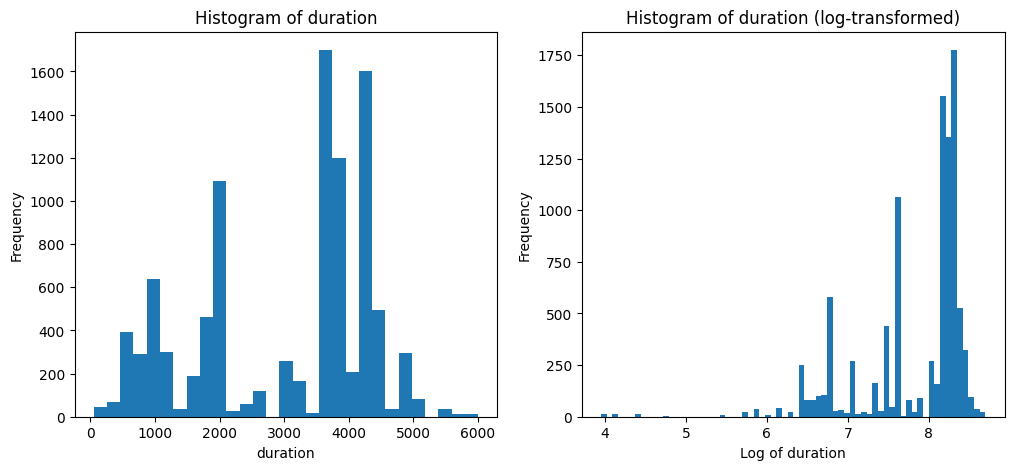 Histogram of duration
Frequency
1600
1400
1200
1000
800
600
400
200
0
0 1000 2000 3000 4000 5000 6000
duration
Histogram of duration (log-transformed)
Frequency
1750
1500
1250
1000
750
500
250
0
4 5 6 7 8
Log of duration